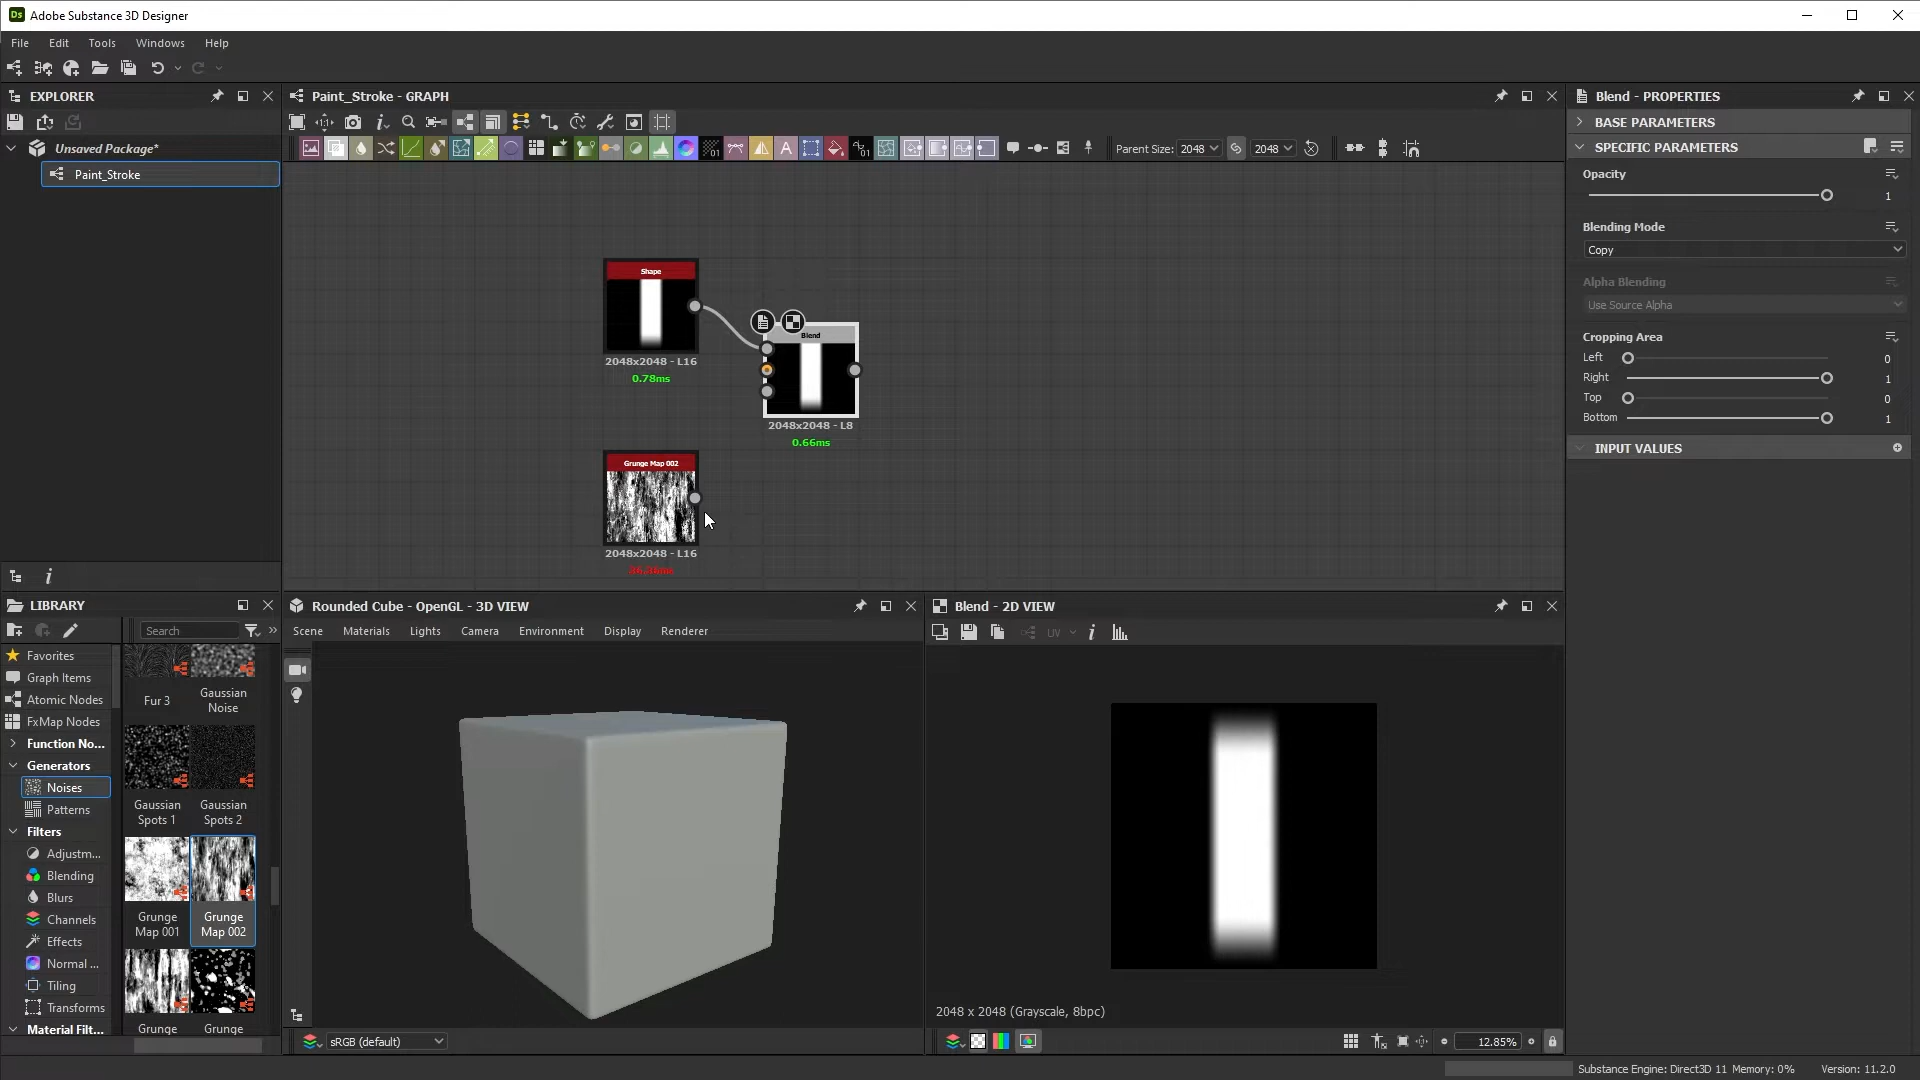 Ds Adobe Substance 3D Designer
File Edit Tools Windows Help
EXPLORER
Unsaved Package*
Paint_Stroke
Paint_Stroke - GRAPH
Parent Size: 2048 2048
Shape
2048x2048 - L16
0.78ms
Blend
2048x2048 - L8
0.66ms
Grunge Map 002
2048x2048 - L16
36.38ms
Blend - PROPERTIES
BASE PARAMETERS
SPECIFIC PARAMETERS
Opacity
1
Blending Mode
Copy
Alpha Blending
Use Source Alpha
Cropping Area
Left 0
Right 1
Top 0
Bottom 1
INPUT VALUES
LIBRARY
Search
Favorites
Graph Items
Atomic Nodes
FxMap Nodes
Function No...
Generators
Noises
Patterns
Filters
Adjustm...
Blending
Blurs
Channels
Effects
Normal ...
Tiling
Transforms
Material Filt...
Fur 3
Gaussian
Noise
Gaussian
Spots 1
Gaussian
Spots 2
Grunge
Map 001
Grunge
Map 002
Grunge
Grunge
Rounded Cube - OpenGL - 3D VIEW
Scene Materials Lights Camera Environment Display Renderer
sRGB (default)
Blend - 2D VIEW
UV
2048 x 2048 (Grayscale, 8bpc)
12.85%
Substance Engine: Direct3D 11 Memory: 0% Version: 11.2.0